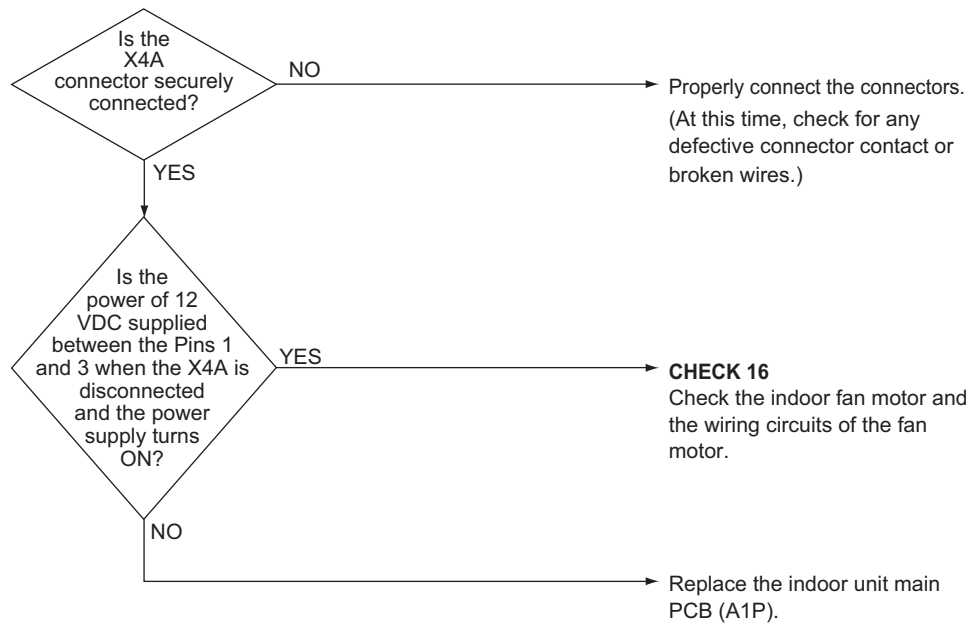 Is the
X4A
connector securely
connected?
NO
Properly connect the connectors.
(At this time, check for any
defective connector contact or
broken wires.)
YES
Is the
power of 12
VDC supplied
between the Pins 1
and 3 when the X4A is
disconnected
and the power
supply turns
ON?
YES
CHECK 16
Check the indoor fan motor and
the wiring circuits of the fan
motor.
NO
Replace the indoor unit main
PCB (A1P).